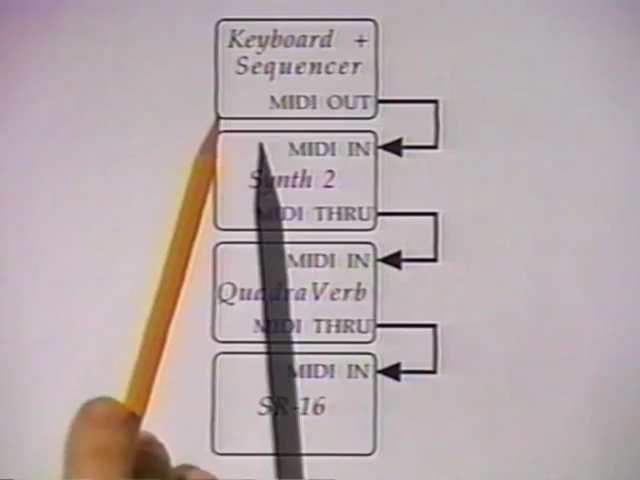 Keyboard +
Sequencer
MIDI OUT
MIDI IN
Synth 2
MIDI THRU
MIDI IN
QuadraVerb
MIDI THRU
MIDI IN
SR-16